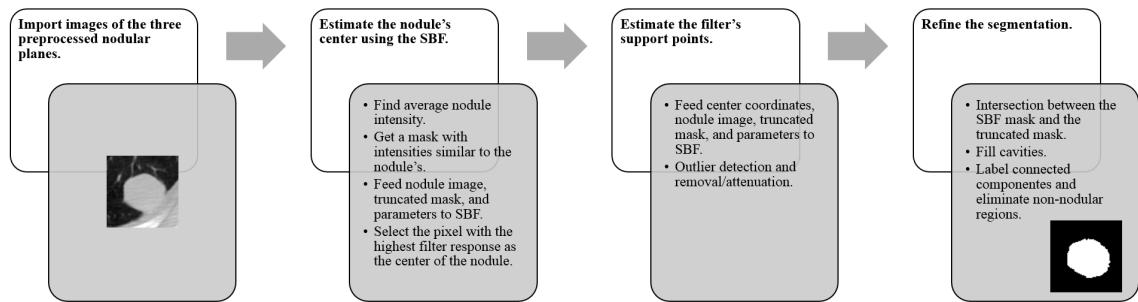 Import images of the three
preprocessed nodular
planes.
Estimate the nodule's
center using the SBF.
• Find average nodule
intensity.
• Get a mask with
intensities similar to the
nodule's.
• Feed nodule image,
truncated mask, and
parameters to SBF.
• Select the pixel with the
highest filter response as
the center of the nodule.
Estimate the filter's
support points.
• Feed center coordinates,
nodule image, truncated
mask, and parameters to
SBF.
• Outlier detection and
removal/attenuation.
Refine the segmentation.
• Intersection between the
SBF mask and the
truncated mask.
• Fill cavities.
• Label connected
componentes and
eliminate non-nodular
regions.